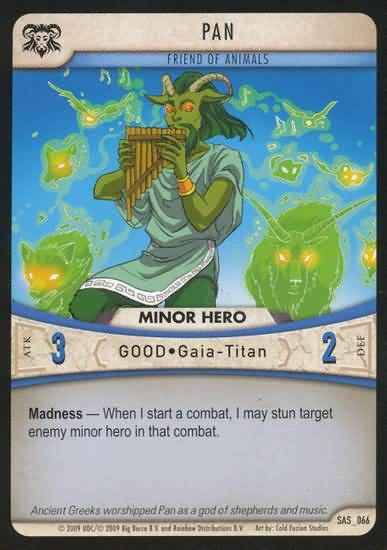 PAN
FRIEND OF ANIMALS
MINOR HERO
ATK 3 GOOD•Gaia-Titan 2 DEF
Madness — When I start a combat, I may stun target
enemy minor hero in that combat.
Ancient Greeks worshipped Pan as a god of shepherds and music.
© 2009 UDC/© 2009 Big Bocca B.V. and Rainbow Distributions B.V. Art by: Cold Fusion Studios
SAS_066